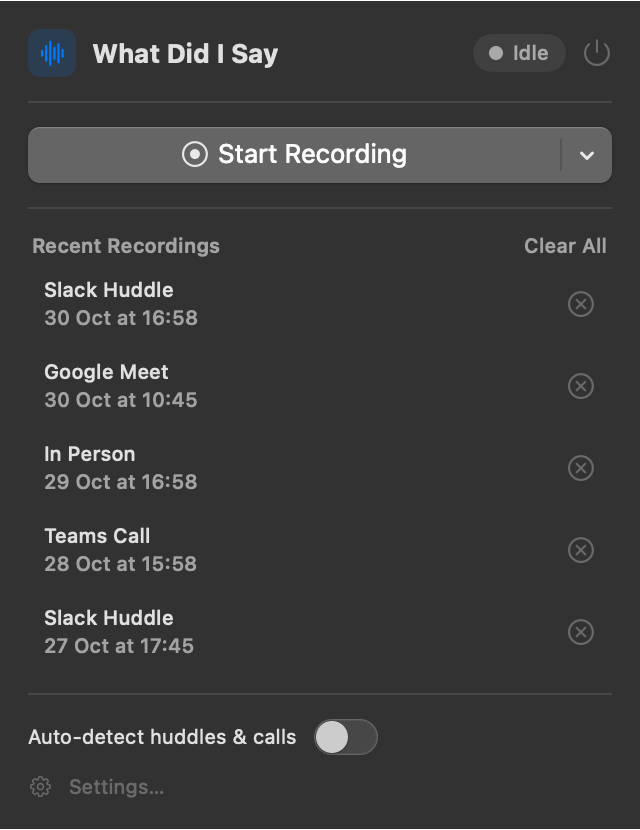 What Did I Say
Idle
Start Recording
Recent Recordings
Clear All
Slack Huddle
30 Oct at 16:58
Google Meet
30 Oct at 10:45
In Person
29 Oct at 16:58
Teams Call
28 Oct at 15:58
Slack Huddle
27 Oct at 17:45
Auto-detect huddles & calls
Settings...